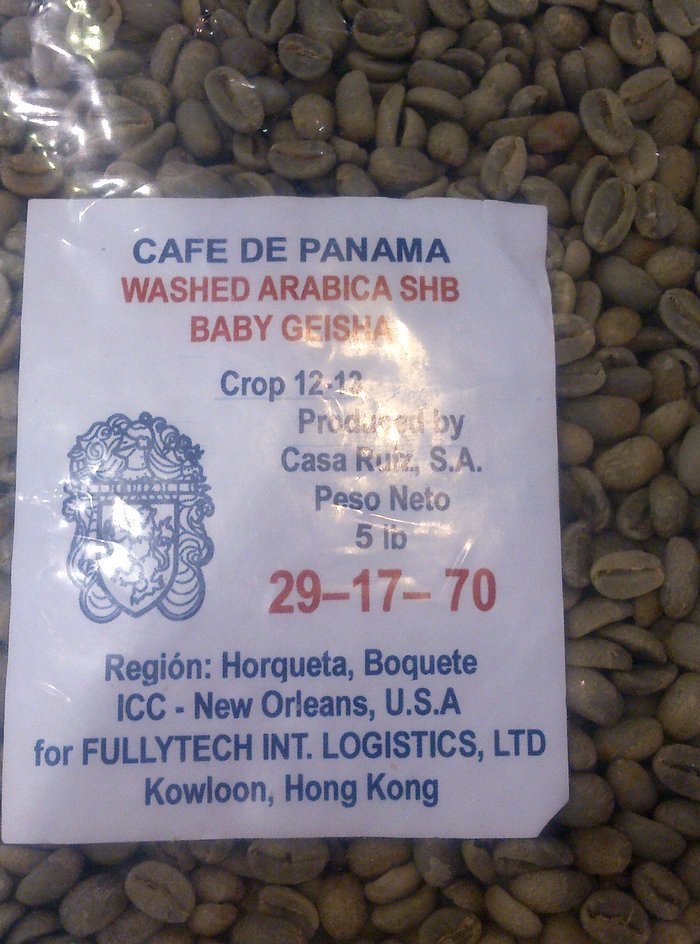 CAFE DE PANAMA
WASHED ARABICA SHB
BABY GEISHA
Crop 12-13
Produced by
Casa Ruiz, S.A.
Peso Neto
5 lb
29–17– 70
Región: Horqueta, Boquete
ICC - New Orleans, U.S.A
for FULLYTECH INT. LOGISTICS, LTD
Kowloon, Hong Kong